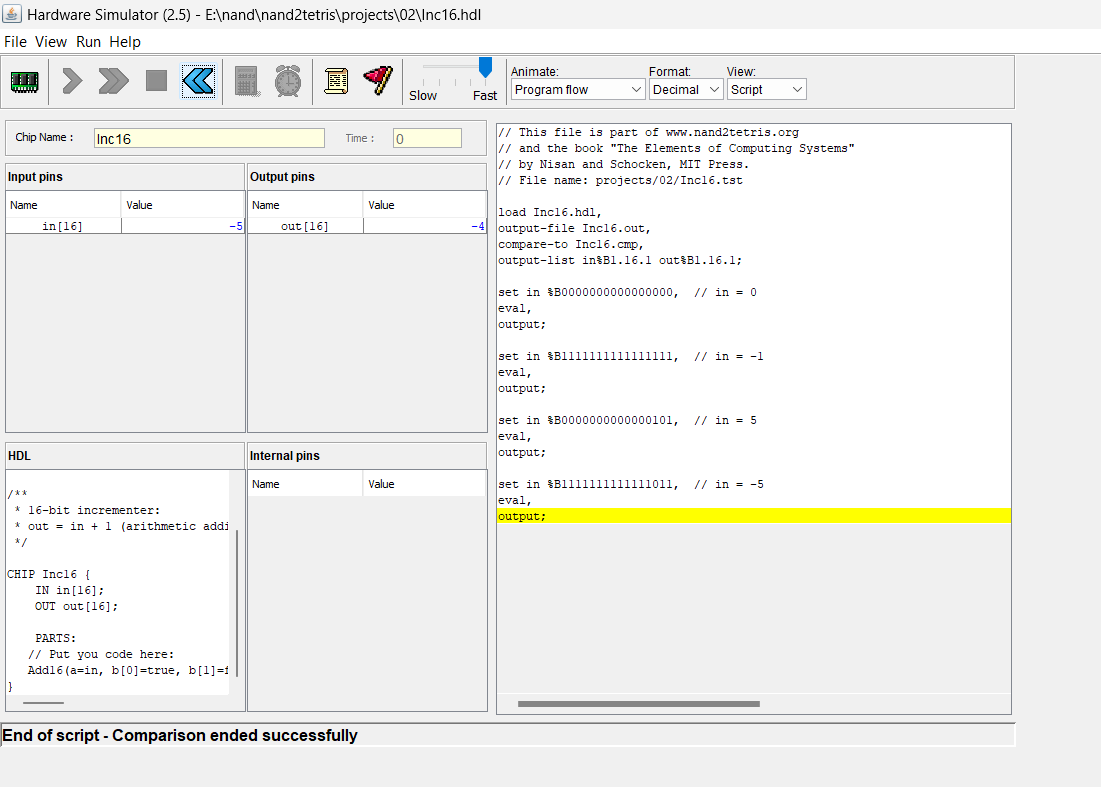 Hardware Simulator (2.5) - E:\nand\nand2tetris\projects\02\Inc16.hdl
File View Run Help
Slow Fast
Animate: Format: View:
Program flow Decimal Script
Chip Name : Inc16 Time : 0
Input pins
Name Value
in[16] -5
Output pins
Name Value
out[16] -4
HDL
/**
* 16-bit incrementer:
* out = in + 1 (arithmetic addi
*/
CHIP Inc16 {
IN in[16];
OUT out[16];
PARTS:
// Put you code here:
Add16(a=in, b[0]=true, b[1]=f
}
Internal pins
Name Value
// This file is part of www.nand2tetris.org
// and the book "The Elements of Computing Systems"
// by Nisan and Schocken, MIT Press.
// File name: projects/02/Inc16.tst
load Inc16.hdl,
output-file Inc16.out,
compare-to Inc16.cmp,
output-list in%B1.16.1 out%B1.16.1;
set in %B0000000000000000, // in = 0
eval,
output;
set in %B1111111111111111, // in = -1
eval,
output;
set in %B0000000000000101, // in = 5
eval,
output;
set in %B1111111111111011, // in = -5
eval,
output;
End of script - Comparison ended successfully